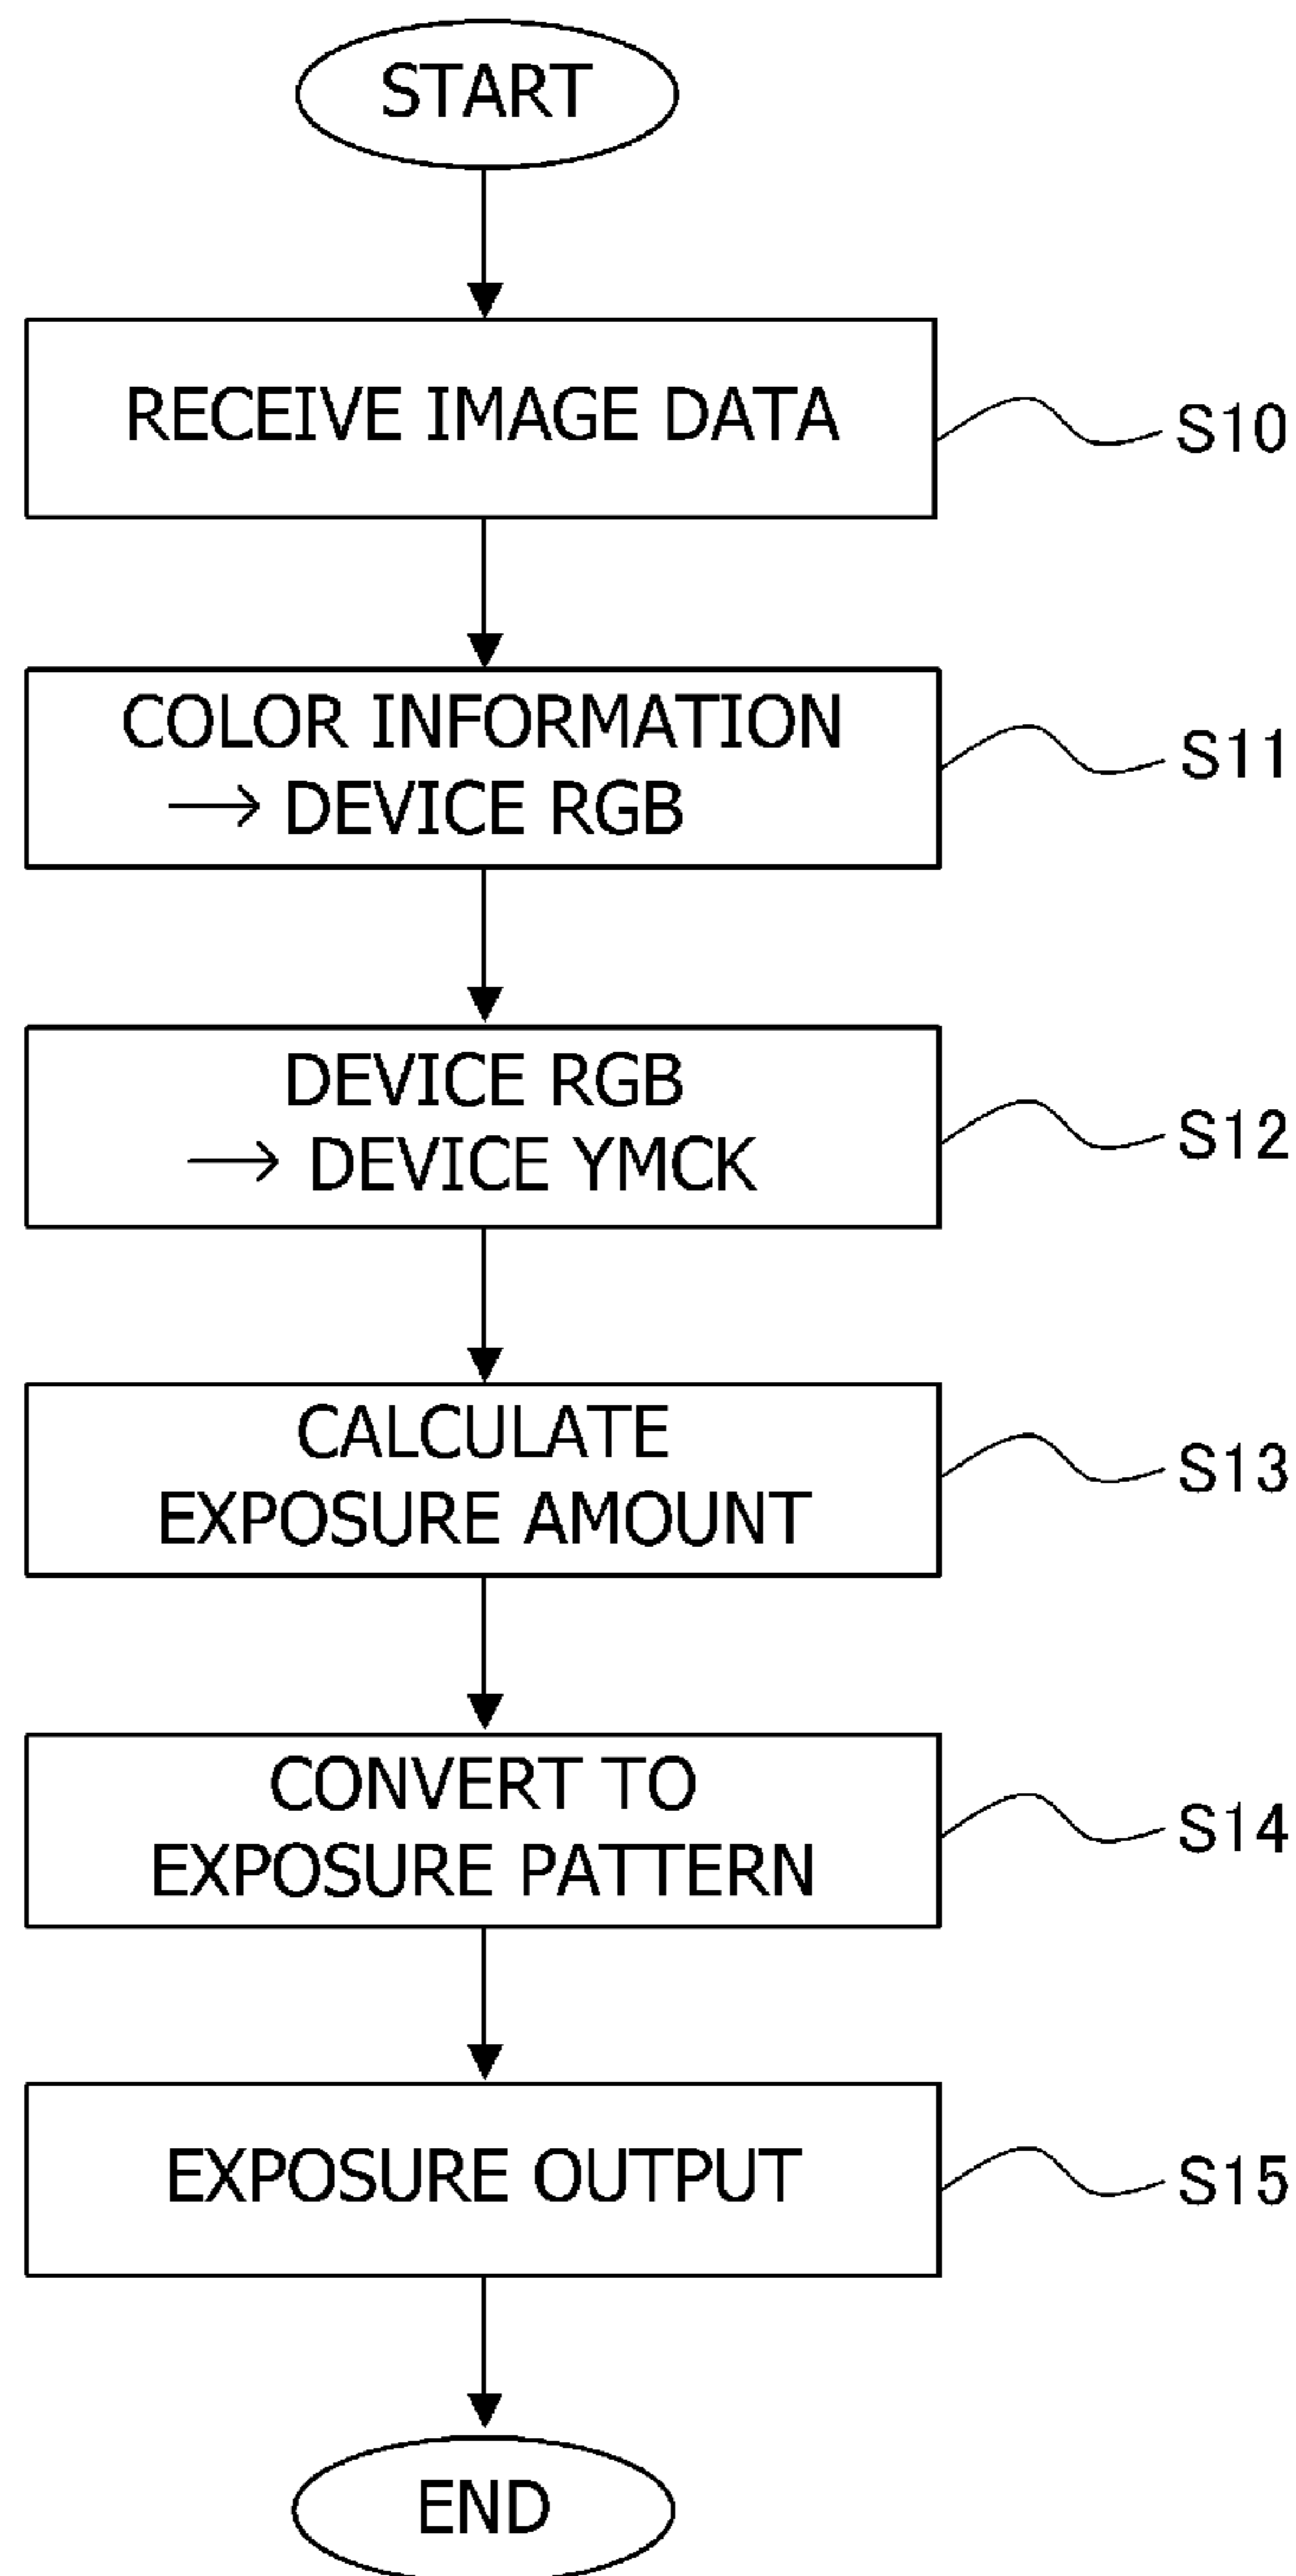 START
RECEIVE IMAGE DATA
S10
COLOR INFORMATION
→ DEVICE RGB
S11
DEVICE RGB
→ DEVICE YMCK
S12
CALCULATE
EXPOSURE AMOUNT
S13
CONVERT TO
EXPOSURE PATTERN
S14
EXPOSURE OUTPUT
S15
END